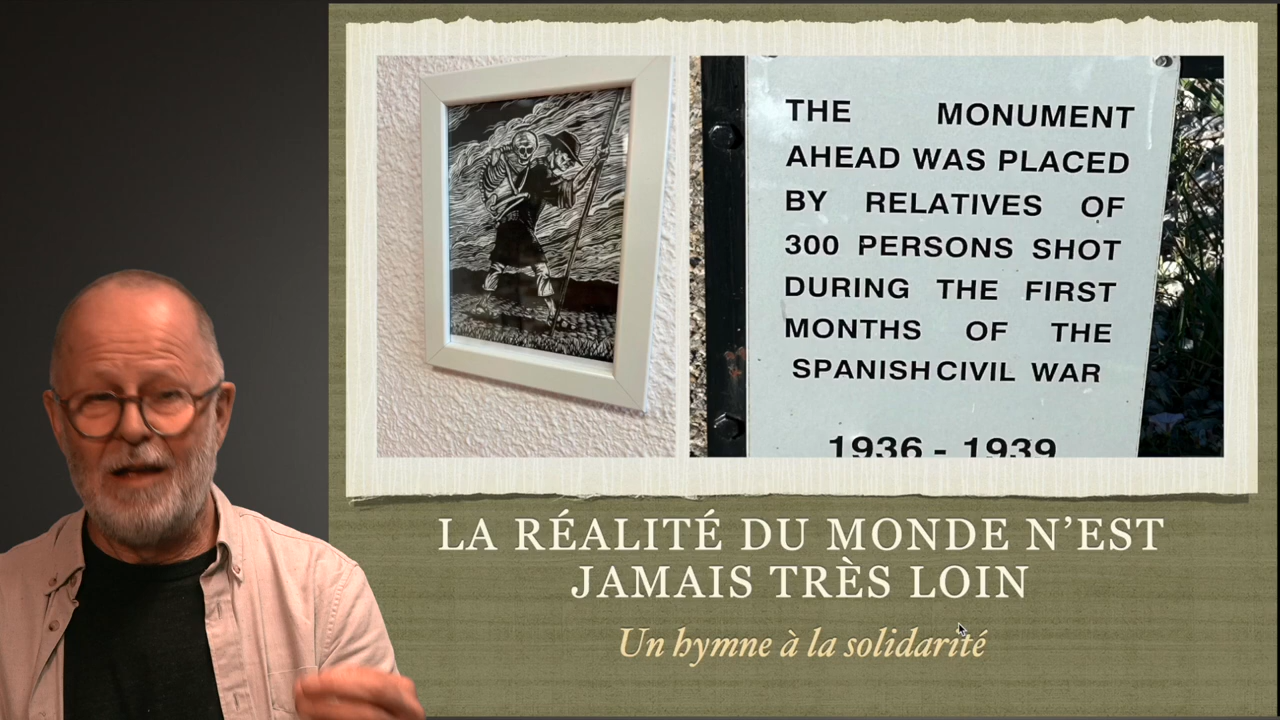 THE MONUMENT
AHEAD WAS PLACED
BY RELATIVES OF
300 PERSONS SHOT
DURING THE FIRST
MONTHS OF THE
SPANISH CIVIL WAR
1936 - 1939
LA RÉALITÉ DU MONDE N’EST
JAMAIS TRÈS LOIN
Un hymne à la solidarité